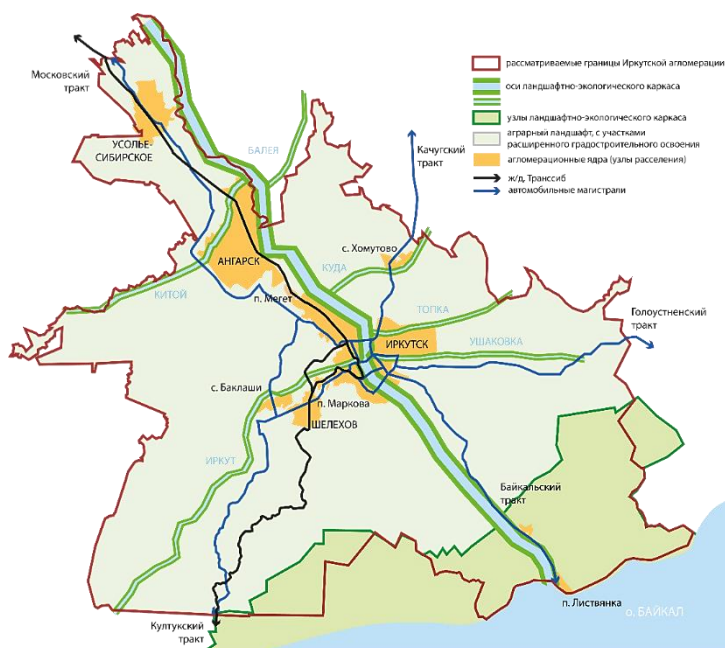 рассматриваемые границы Иркутской агломерации
оси ландшафтно-экологического каркаса
узлы ландшафтно-экологического каркаса
аграрный ландшафт, с участками
расширенного градостроительного освоения
агломерационные ядра (узлы расселения)
ж/д, Транссиб
автомобильные магистрали
Московский
тракт
УСОЛЬЕ-
СИБИРСКОЕ
БАЛЕЯ
Качугский
тракт
с. Хомутово
АНГАРСК
КУДА
КИТОЙ
п. Мегет
ТОПКА
Голоустненский
тракт
ИРКУТСК
УШАКОВКА
с. Баклаши
п. Маркова
ШЕЛЕХОВ
ИРКУТ
Байкальский
тракт
п. Листвянка
о. БАЙКАЛ
Култукский
тракт